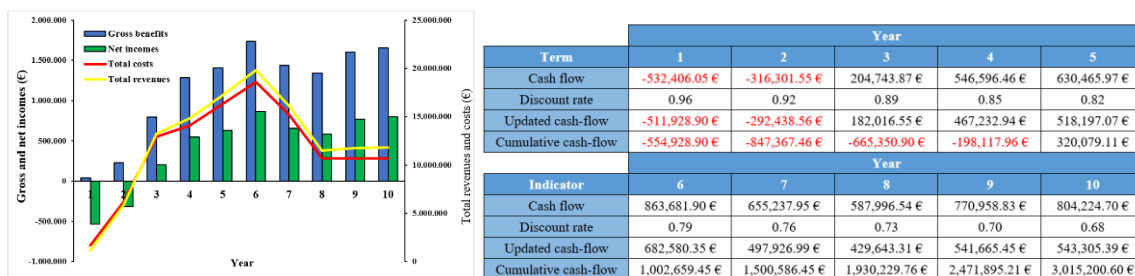 2.000.000
1.500.000
1.000.000
500.000
0
-500.000
-1.000.000
Gross and net incomes (€)
Gross benefits
Net incomes
Total costs
Total revenues
1 2 3 4 5 6 7 8 9 10
Year
25.000.000
20.000.000
15.000.000
10.000.000
5.000.000
0
Total revenues and costs (€)
Year
Term 1 2 3 4 5
Cash flow -532,406.05 € -316,301.55 € 204,743.87 € 546,596.46 € 630,465.97 €
Discount rate 0.96 0.92 0.89 0.85 0.82
Updated cash-flow -511,928.90 € -292,438.56 € 182,016.55 € 467,232.94 € 518,197.07 €
Cumulative cash-flow -554,928.90 € -847,367.46 € -665,350.90 € -198,117.96 € 320,079.11 €
Year
Indicator 6 7 8 9 10
Cash flow 863,681.90 € 655,237.95 € 587,996.54 € 770,958.83 € 804,224.70 €
Discount rate 0.79 0.76 0.73 0.70 0.68
Updated cash-flow 682,580.35 € 497,926.99 € 429,643.31 € 541,665.45 € 543,305.39 €
Cumulative cash-flow 1,002,659.45 € 1,500,586.45 € 1,930,229.76 € 2,471,895.21 € 3,015,200.60 €